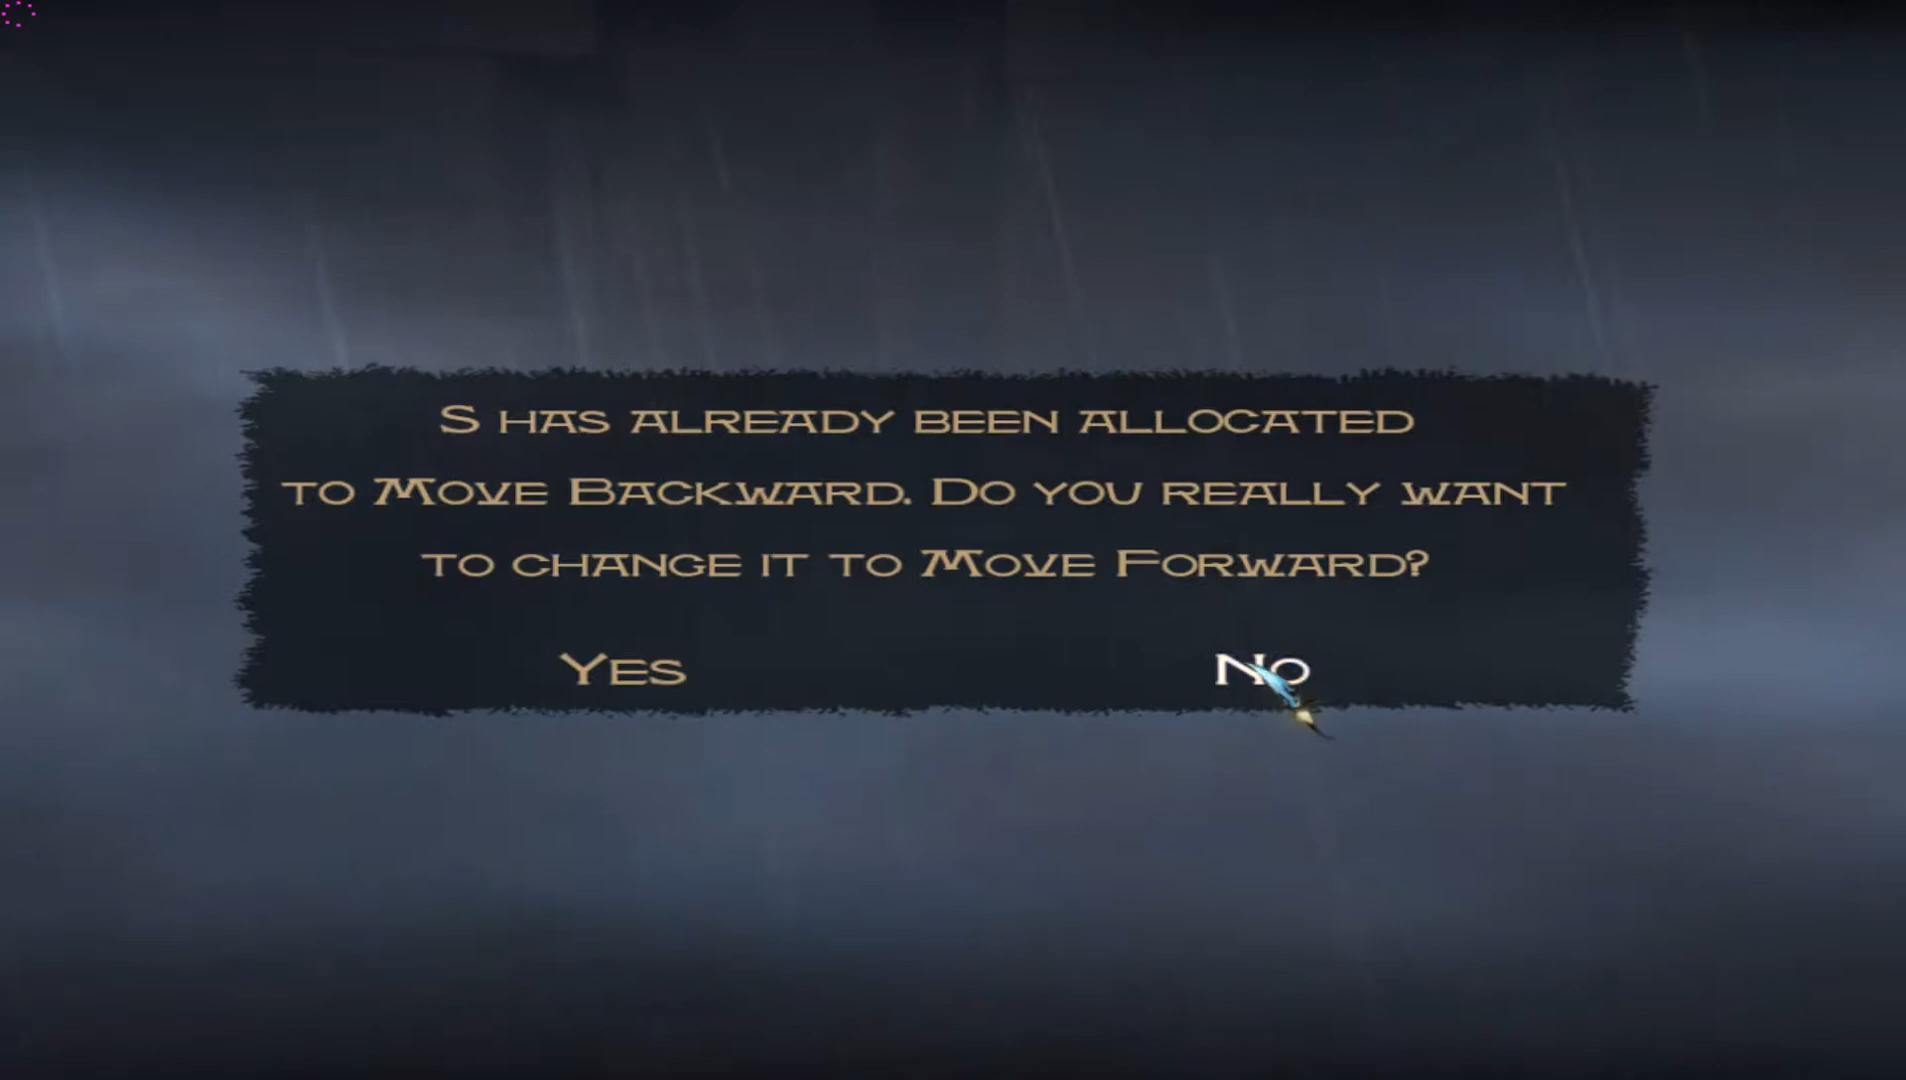 S has already been allocated
to Move Backward. Do you really want
to change it to Move Forward?
Yes No